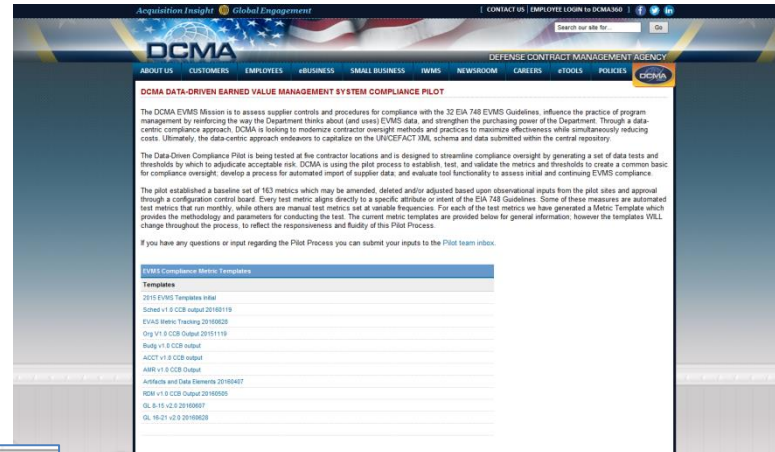 Acquisition Insight Global Engagement [ CONTACT US | EMPLOYEE LOGIN to DCMA360 ]
Search our site for... Go
DCMA
DEFENSE CONTRACT MANAGEMENT AGENCY
ABOUT US CUSTOMERS EMPLOYEES eBUSINESS SMALL BUSINESS IWMS NEWSROOM CAREERS eTOOLS POLICIES DCMA
DCMA DATA-DRIVEN EARNED VALUE MANAGEMENT SYSTEM COMPLIANCE PILOT
The DCMA EVMS Mission is to assess supplier controls and procedures for compliance with the 32 EIA 748 EVMS Guidelines, influence the practice of program
management by reinforcing the way the Department thinks about (and uses) EVMS data, and strengthen the purchasing power of the Department. Through a data-
centric compliance approach, DCMA is looking to modernize contractor oversight methods and practices to maximize effectiveness while simultaneously reducing
costs. Ultimately, the data-centric approach endeavors to capitalize on the UN/CEFACT XML schema and data submitted within the central repository.
The Data-Driven Compliance Pilot is being tested at five contractor locations and is designed to streamline compliance oversight by generating a set of data tests and
thresholds by which to adjudicate acceptable risk. DCMA is using the pilot process to establish, test, and validate the metrics and thresholds to create a common basic
for compliance oversight; develop a process for automated import of supplier data; and evaluate tool functionality to assess initial and continuing EVMS compliance.
The pilot established a baseline set of 163 metrics which may be amended, deleted and/or adjusted based upon observational inputs from the pilot sites and approval
through a configuration control board. Every test metric aligns directly to a specific attribute or intent of the EIA 748 Guidelines. Some of these measures are automated
test metrics that run monthly, while others are manual test metrics set at variable frequencies. For each of the test metrics we have generated a Metric Template which
provides the methodology and parameters for conducting the test. The current metric templates are provided below for general information; however the templates WILL
change throughout the process, to reflect the responsiveness and fluidity of this Pilot Process.
If you have any questions or input regarding the Pilot Process you can submit your inputs to the Pilot team inbox.
EVMS Compliance Metric Templates
Templates
2015 EVMS Templates Initial
Sched v1.0 CCB output 20160119
EVAS Metric Tracking 20160628
Org V1.0 CCB Output 20151119
Budg v1.0 CCB output
ACCT v1.0 CCB output
AMR v1.0 CCB Output
Artifacts and Data Elements 20160407
RDM v1.0 CCB Output 20160505
GL 8-15 v2.0 20160607
GL 16-21 v2.0 20160628